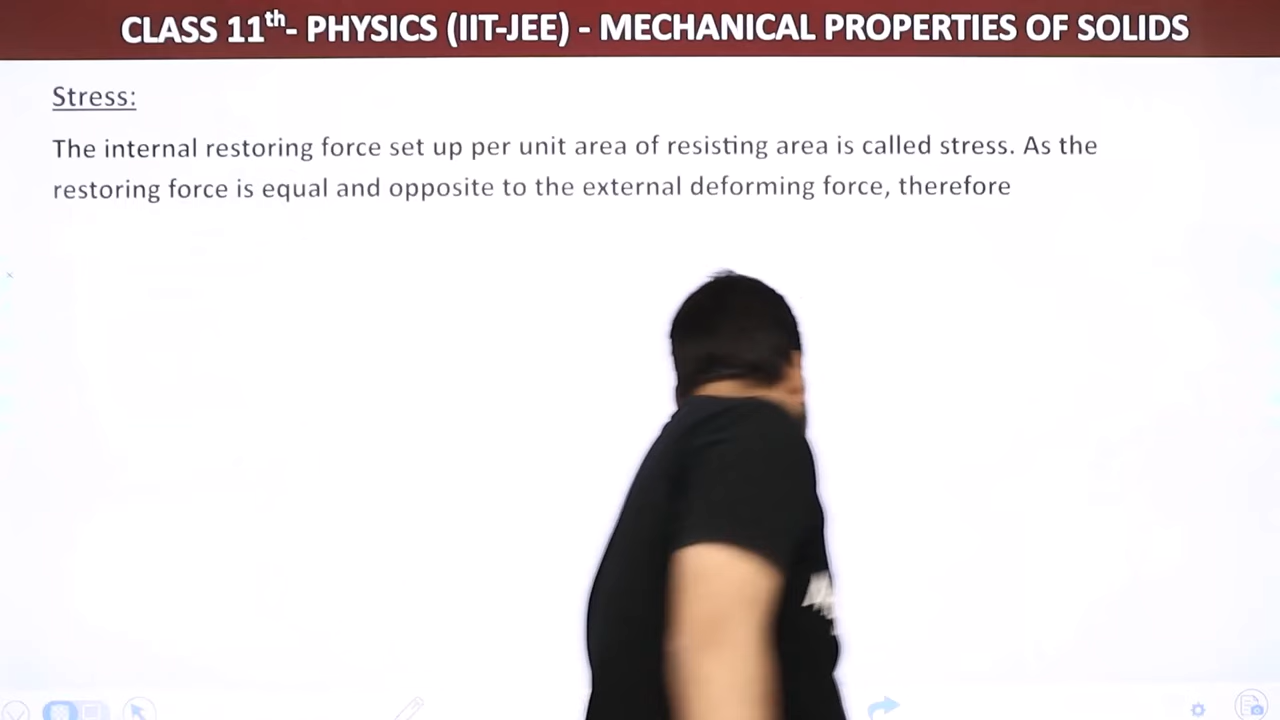 CLASS 11th- PHYSICS (IIT-JEE) - MECHANICAL PROPERTIES OF SOLIDS
Stress:
The internal restoring force set up per unit area of resisting area is called stress. As the
restoring force is equal and opposite to the external deforming force, therefore